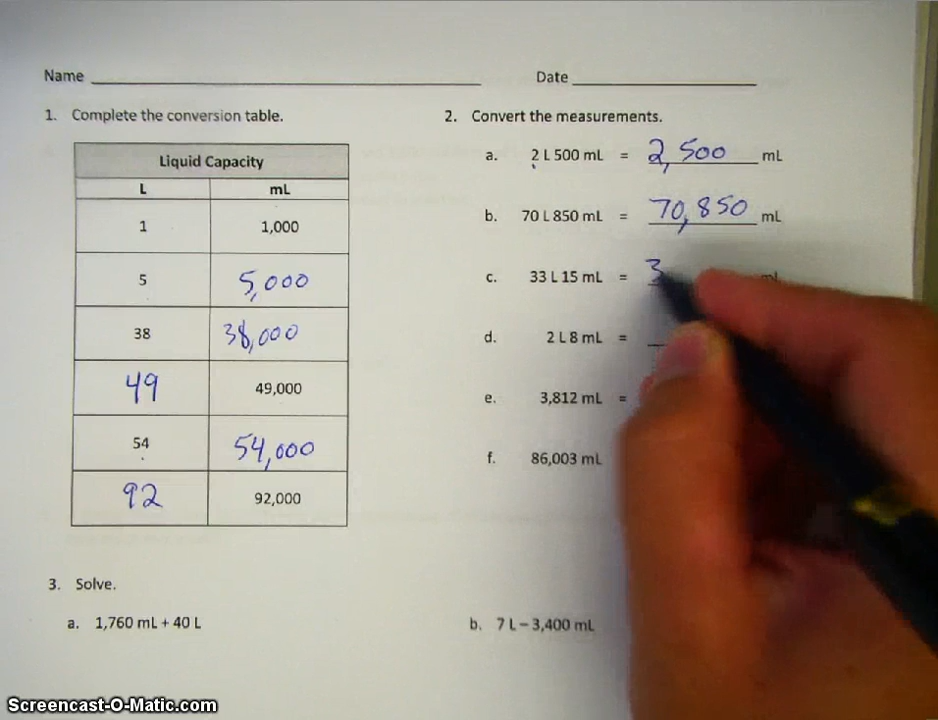 Name ____________ Date ____________
1. Complete the conversion table.
Liquid Capacity
L mL
1 1,000
5 5,000
38 38,000
49 49,000
54 54,000
92 92,000
2. Convert the measurements.
a. 2 L 500 mL = 2,500 mL
b. 70 L 850 mL = 70,850 mL
c. 33 L 15 mL = 3 mL
d. 2 L 8 mL =
e. 3,812 mL =
f. 86,003 mL
3. Solve.
a. 1,760 mL + 40 L
b. 7 L – 3,400 mL
Screencast-O-Matic.com